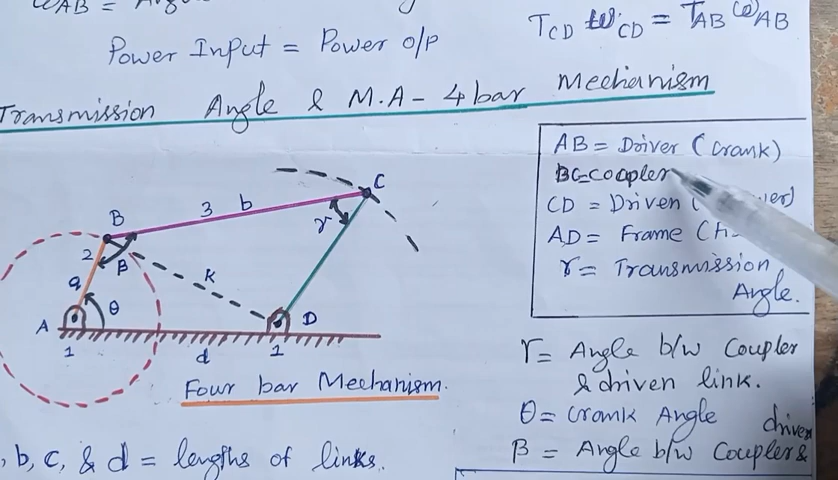 ωAB =
TCD ωCD = TAB ωAB
Power Input = Power o/p
Transmission Angle & M.A - 4 bar Mechanism
AB = Driver (Crank)
BC=Coupler
CD = Driven
AD = Frame
γ = Transmission
Angle.
C
B
3 b
γ
2
β
a
K
θ
A
D
1
d
1
Four bar Mechanism.
γ = Angle b/w Coupler
& driven link.
θ = Crank Angle driver
β = Angle b/w Coupler &
, b, c, & d = lengths of links.